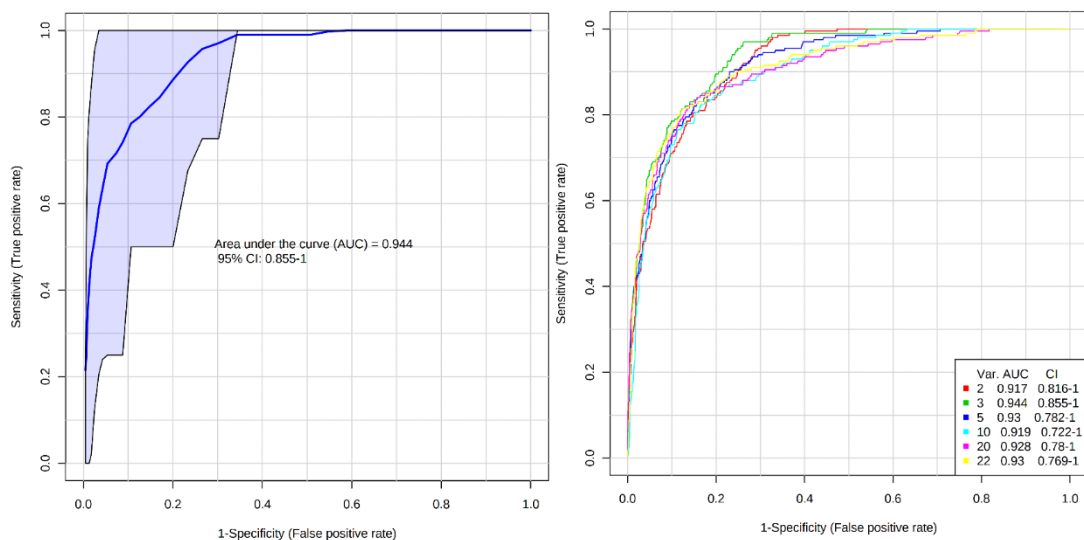 1.0
0.8
0.6
0.4
0.2
0.0
Sensitivity (True positive rate)
Area under the curve (AUC) = 0.944
95% CI: 0.855-1
0.0 0.2 0.4 0.6 0.8 1.0
1-Specificity (False positive rate)
1.0
0.8
0.6
0.4
0.2
0.0
Sensitivity (True positive rate)
Var. AUC CI
2 0.917 0.816-1
3 0.944 0.855-1
5 0.93 0.782-1
10 0.919 0.722-1
20 0.928 0.78-1
22 0.93 0.769-1
0.0 0.2 0.4 0.6 0.8 1.0
1-Specificity (False positive rate)